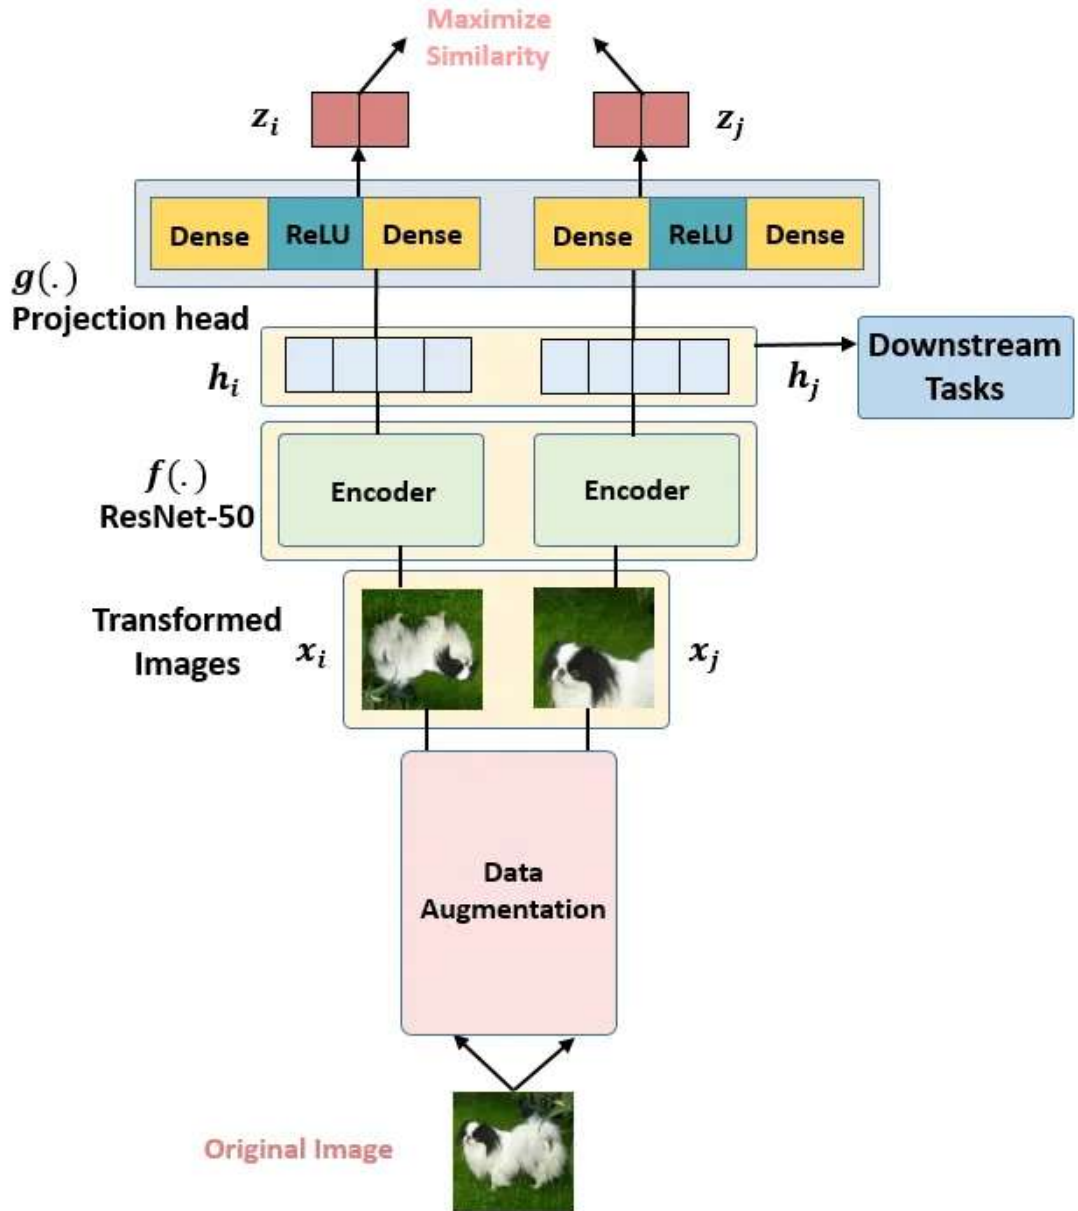 Maximize
Similarity
z_i
z_j
Dense ReLU Dense
Dense ReLU Dense
g(.)
Projection head
h_i
h_j
Downstream
Tasks
f(.)
ResNet-50
Encoder
Encoder
Transformed
Images
x_i
x_j
Data
Augmentation
Original Image